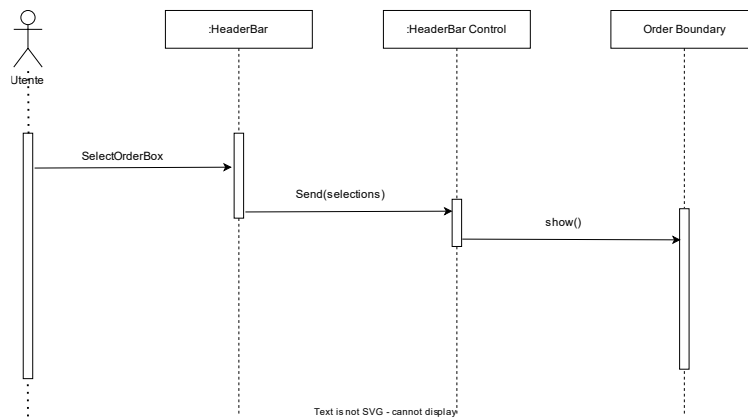 :HeaderBar
:HeaderBar Control
Order Boundary
Utente
SelectOrderBox
Send(selections)
show()
Text is not SVG - cannot display